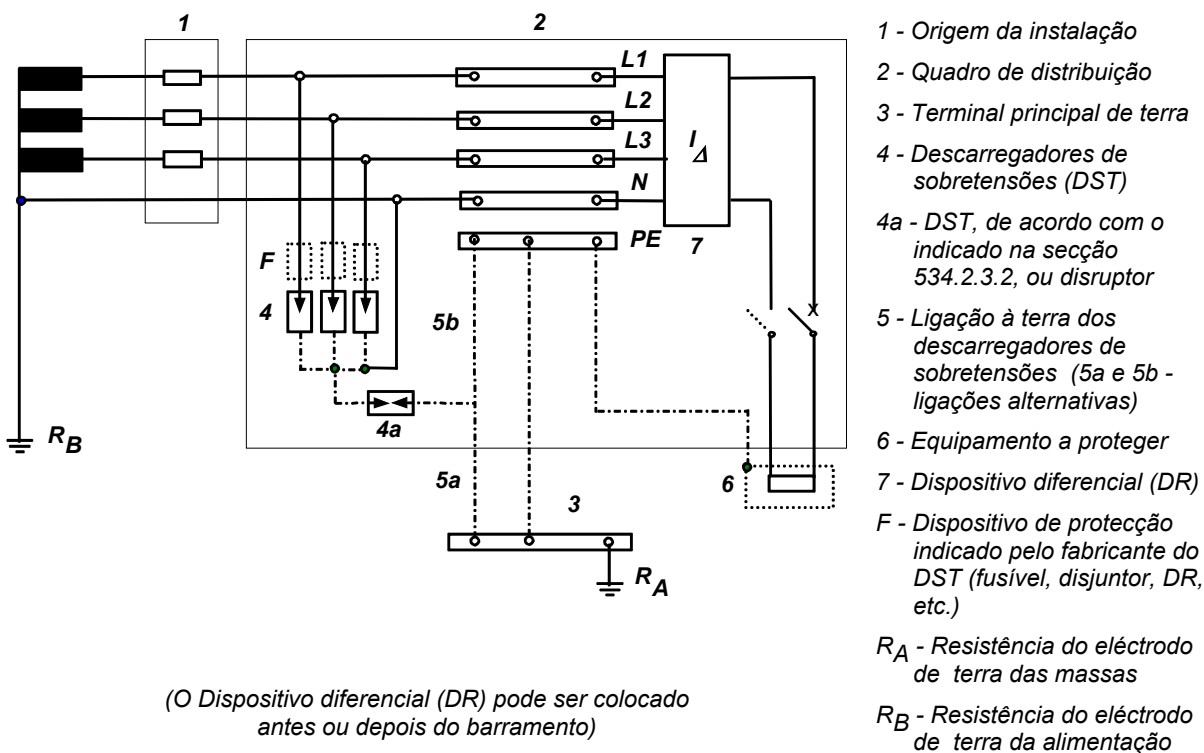 1
2
L1
L2
L3
N
PE
I
Δ
7
F
4
5b
4a
x
R B
5a
3
6
R A
(O Dispositivo diferencial (DR) pode ser colocado
antes ou depois do barramento)
1 - Origem da instalação
2 - Quadro de distribuição
3 - Terminal principal de terra
4 - Descarregadores de
sobretensões (DST)
4a - DST, de acordo com o
indicado na secção
534.2.3.2, ou disruptor
5 - Ligação à terra dos
descarregadores de
sobretensões (5a e 5b -
ligações alternativas)
6 - Equipamento a proteger
7 - Dispositivo diferencial (DR)
F - Dispositivo de protecção
indicado pelo fabricante do
DST (fusível, disjuntor, DR,
etc.)
RA - Resistência do eléctrodo
de terra das massas
RB - Resistência do eléctrodo
de terra da alimentação